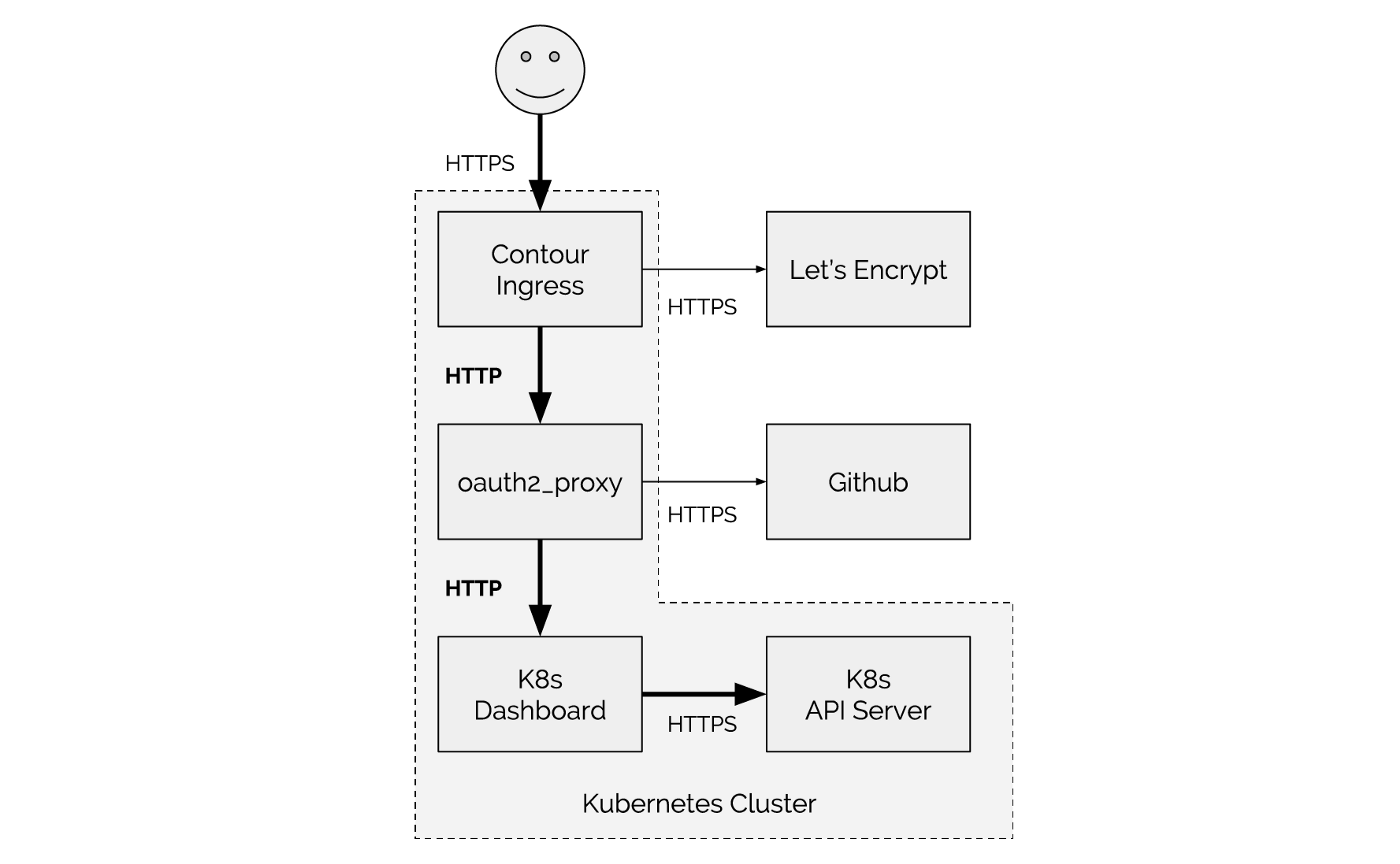 HTTPS
Contour
Ingress
HTTPS
Let’s Encrypt
HTTP
oauth2_proxy
HTTPS
Github
HTTP
K8s
Dashboard
HTTPS
K8s
API Server
Kubernetes Cluster